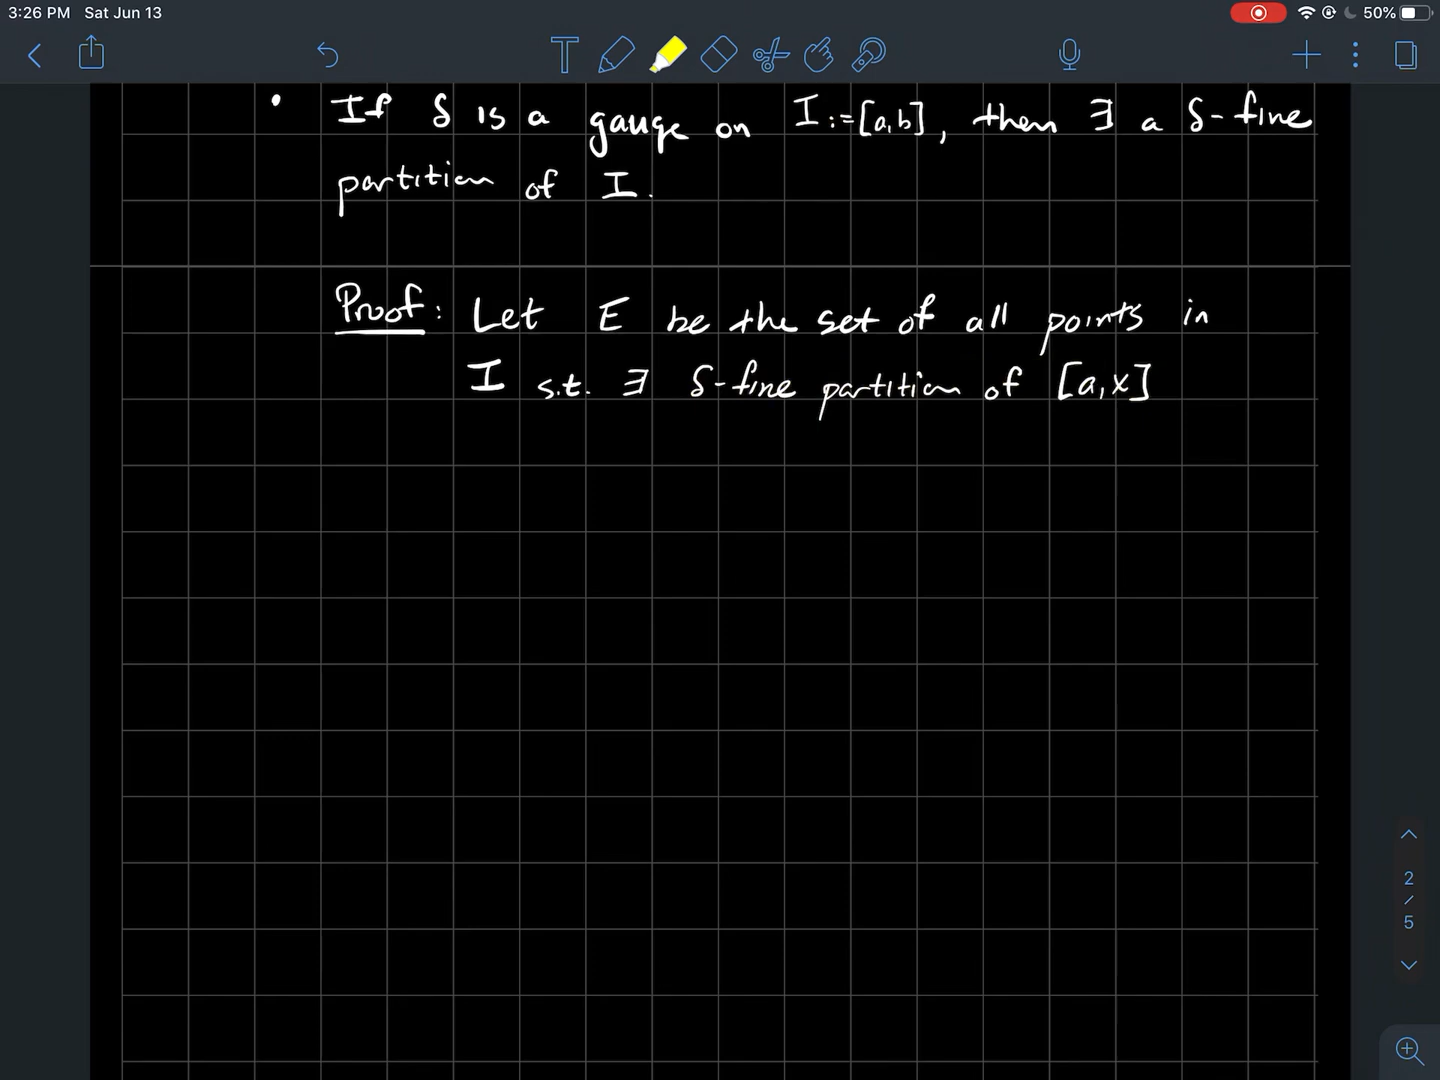 3:26 PM Sat Jun 13
50%
• If δ is a gauge on I := [a,b], then ∃ a δ-fine
partition of I.
Proof: Let E be the set of all points in
I s.t. ∃ δ-fine partition of [a,x]
2
/
5